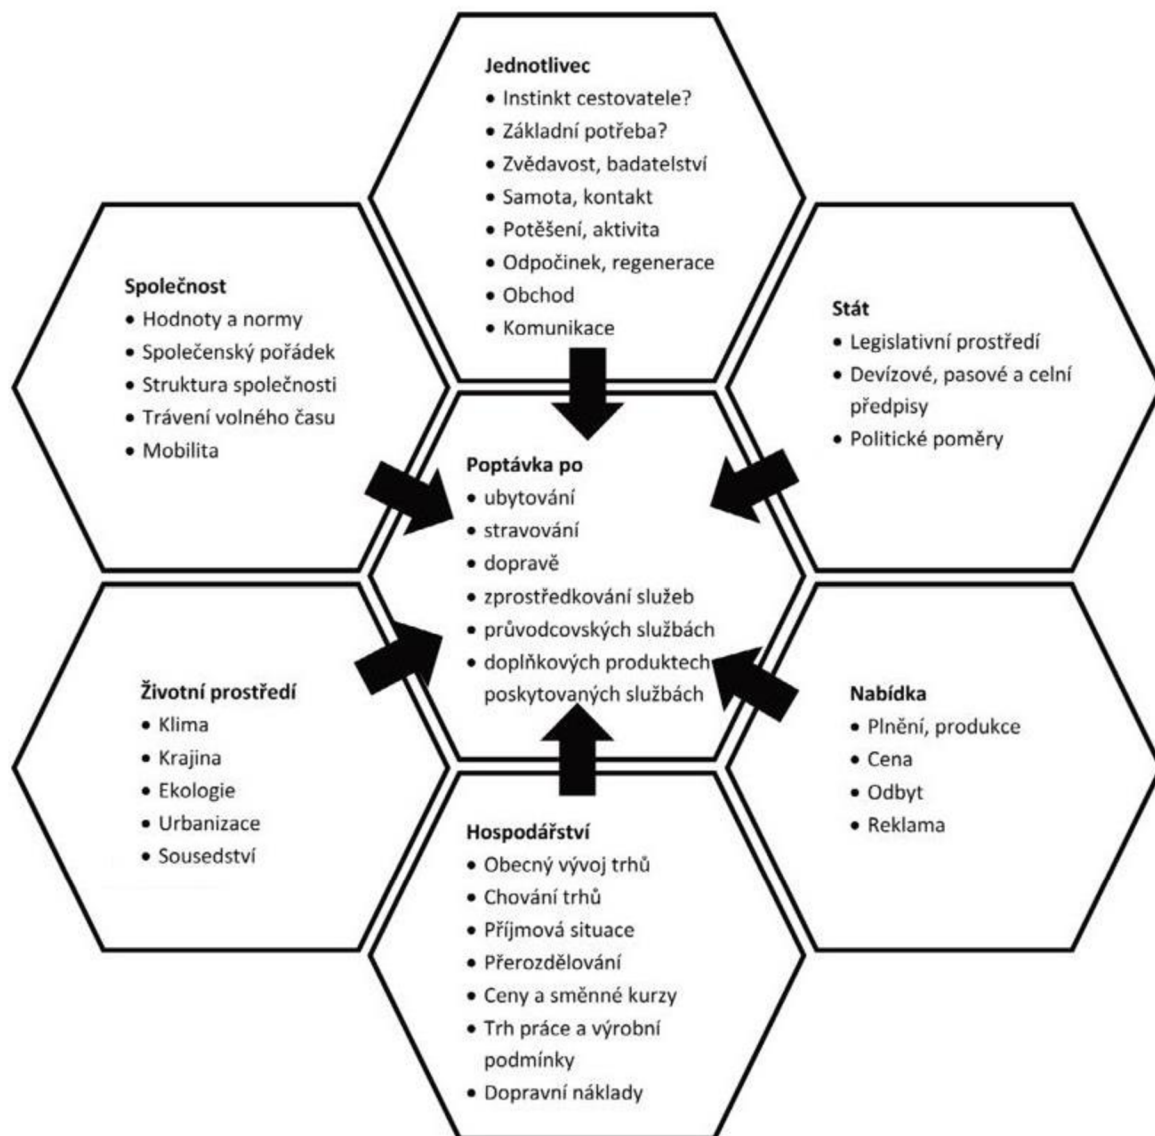 Jednotlivec
• Instinkt cestovatele?
• Základní potřeba?
• Zvědavost, badatelství
• Samota, kontakt
• Potěšení, aktivita
• Odpočinek, regenerace
• Obchod
• Komunikace
Společnost
• Hodnoty a normy
• Společenský pořádek
• Struktura společnosti
• Trávení volného času
• Mobilita
Stát
• Legislativní prostředí
• Devízové, pasové a celní
předpisy
• Politické poměry
Poptávka po
• ubytování
• stravování
• dopravě
• zprostředkování služeb
• průvodcovských službách
• doplňkových produktech
poskytovaných službách
Životní prostředí
• Klima
• Krajina
• Ekologie
• Urbanizace
• Sousedství
Nabídka
• Plnění, produkce
• Cena
• Odbyt
• Reklama
Hospodářství
• Obecný vývoj trhů
• Chování trhů
• Příjmová situace
• Přerozdělování
• Ceny a směnné kurzy
• Trh práce a výrobní
podmínky
• Dopravní náklady